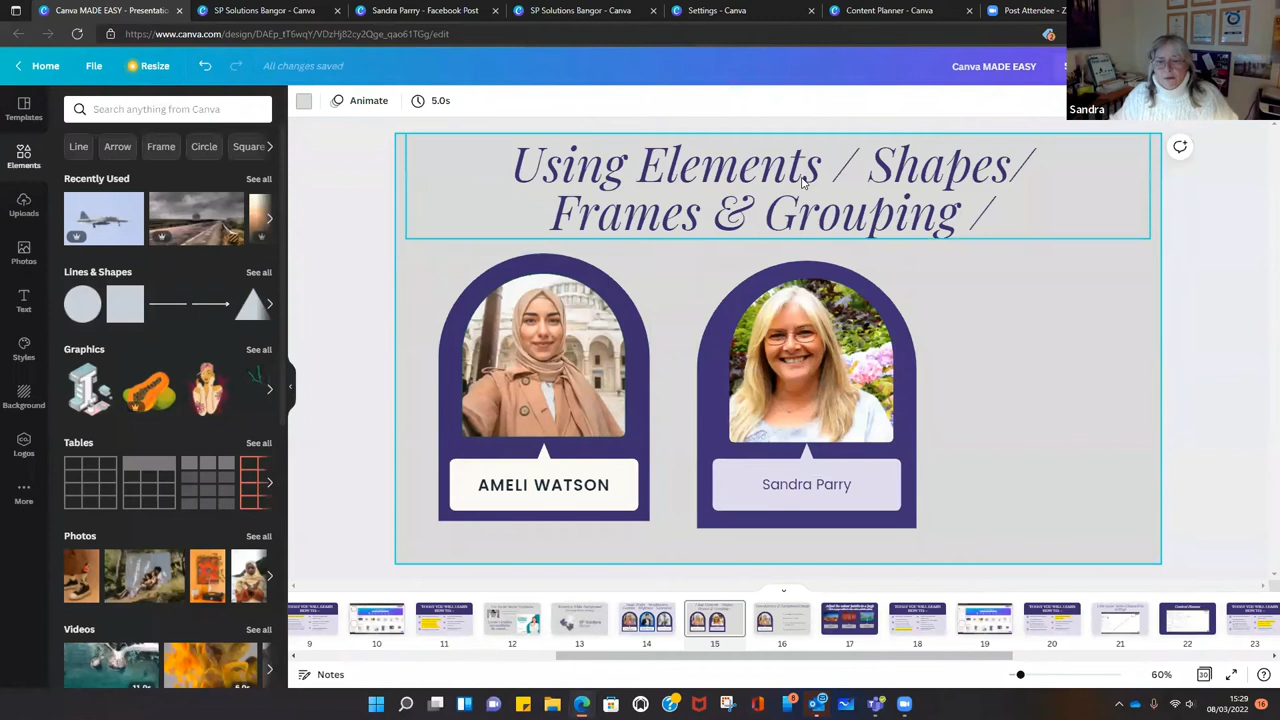 Canva MADE EASY - Presentatio
SP Solutions Bangor - Canva
Sandra Parrry - Facebook Post
SP Solutions Bangor - Canva
Settings - Canva
Content Planner - Canva
Post Attendee - Z
https://www.canva.com/design/DAEp_tT6wqY/VDzHj82cy2Qge_qao61TGg/edit
Home
File
Resize
All changes saved
Canva MADE EASY
Sandra
Templates
Elements
Uploads
Photos
Text
Styles
Background
Logos
More
Search anything from Canva
Line
Arrow
Frame
Circle
Square
Recently Used
See all
Lines & Shapes
See all
Graphics
See all
Tables
See all
Photos
See all
Videos
See all
Animate
5.0s
Using Elements / Shapes/
Frames & Grouping /
AMELI WATSON
Sandra Parry
9
10
11
12
13
14
15
16
17
18
19
20
21
22
23
Notes
60%
30
15:29
08/03/2022
16